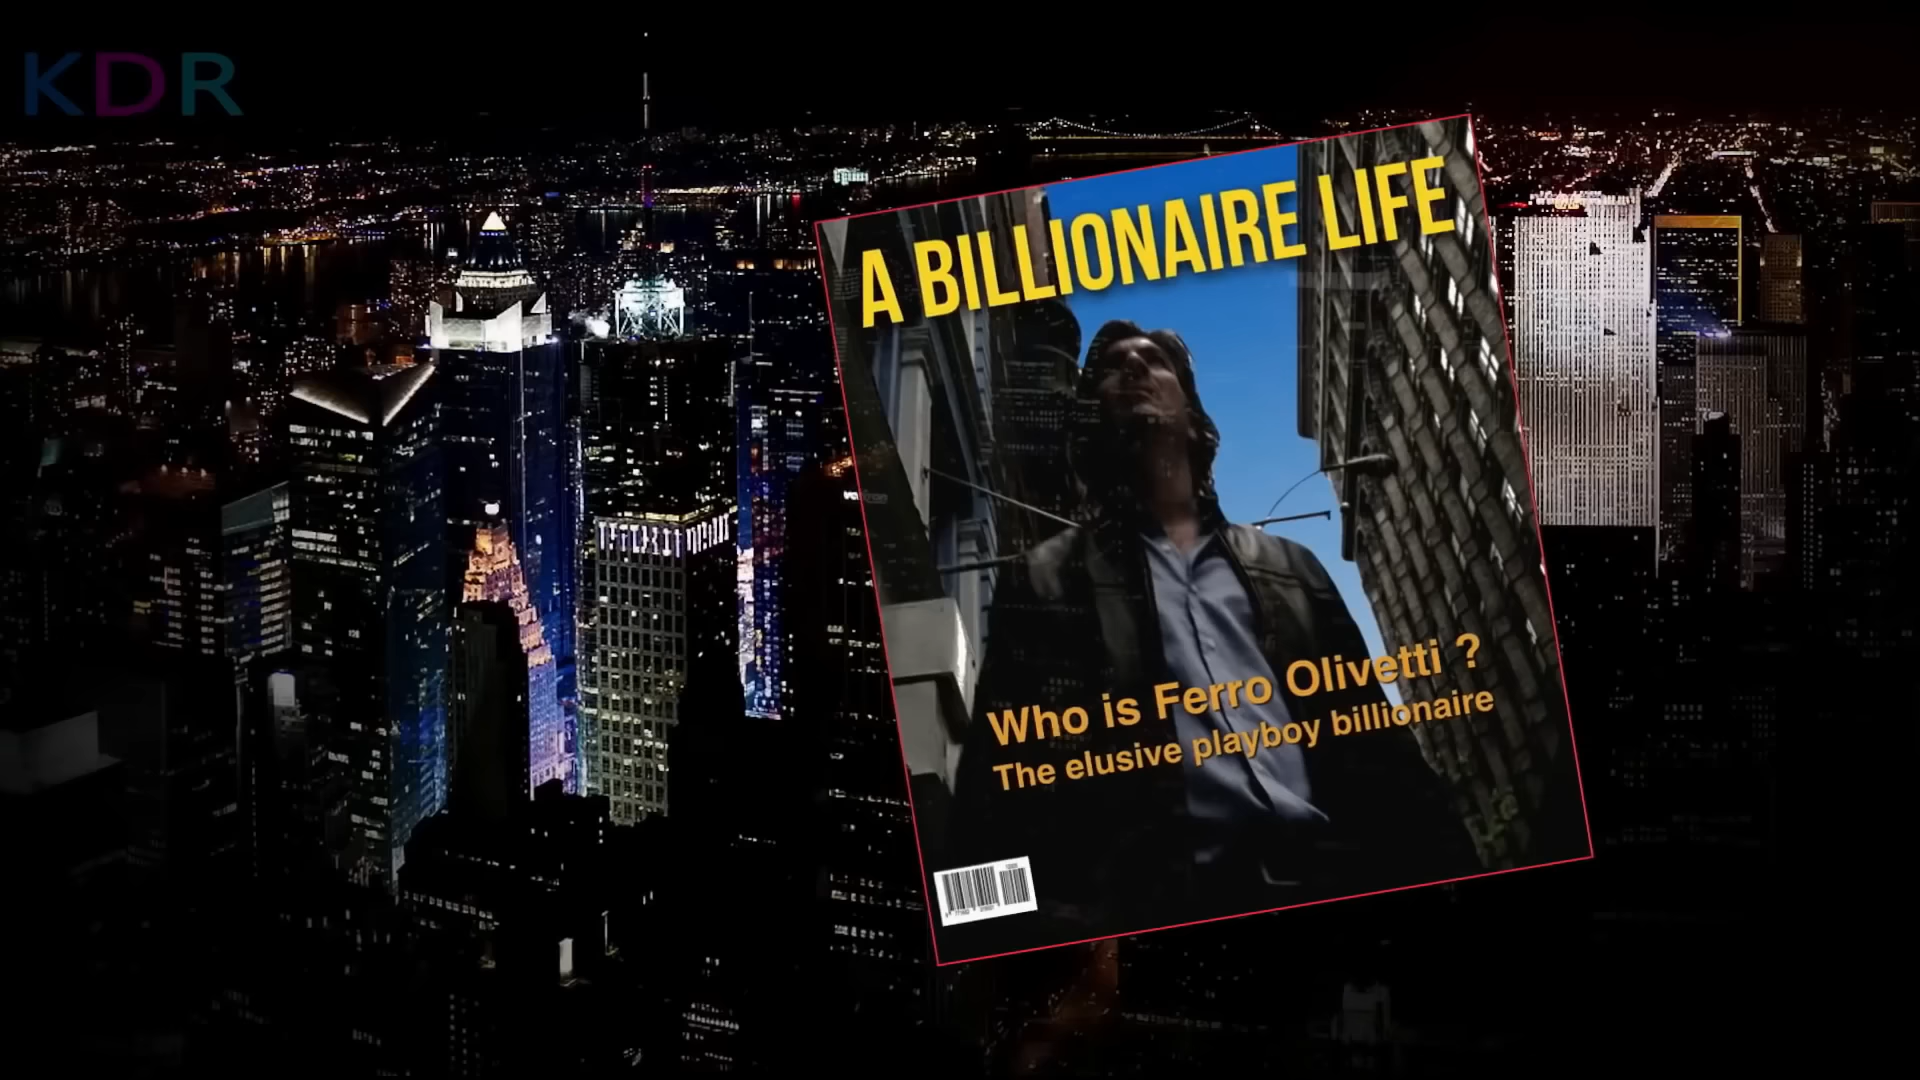 KDR
A BILLIONAIRE LIFE
Who is Ferro Olivetti ?
The elusive playboy billionaire